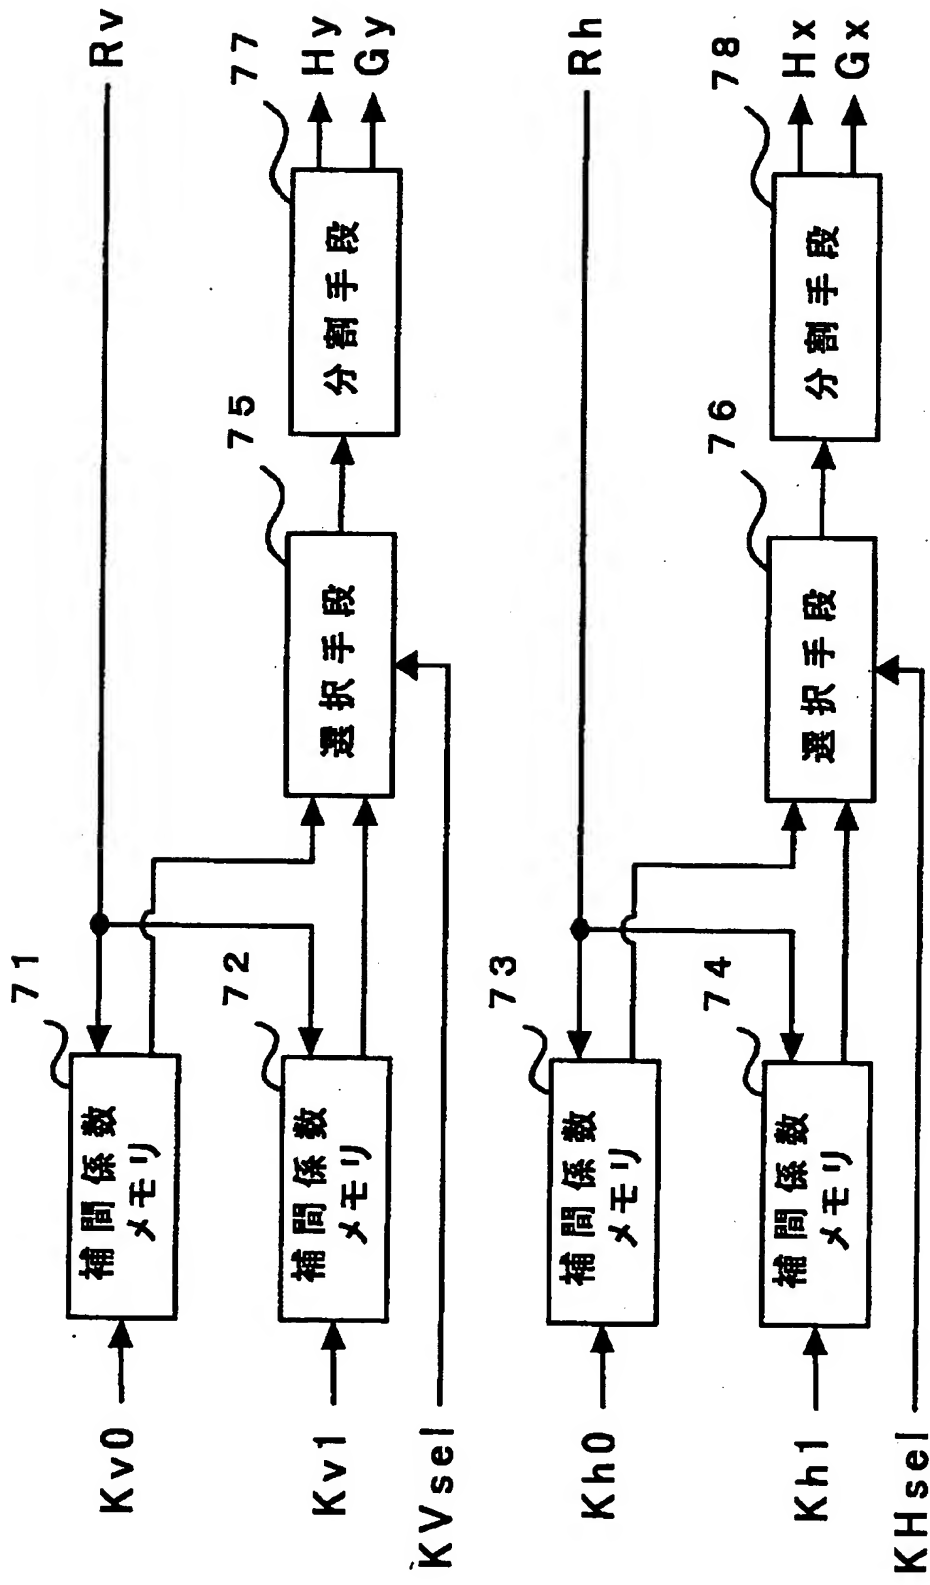 Rv
71
補間係数
メモリ
Kv0
72
補間係数
メモリ
Kv1
75
選択手段
77
分割手段
Hy
Gy
KVsel
Rh
73
補間係数
メモリ
Kh0
74
補間係数
メモリ
Kh1
76
選択手段
78
分割手段
Hx
Gx
KHsel